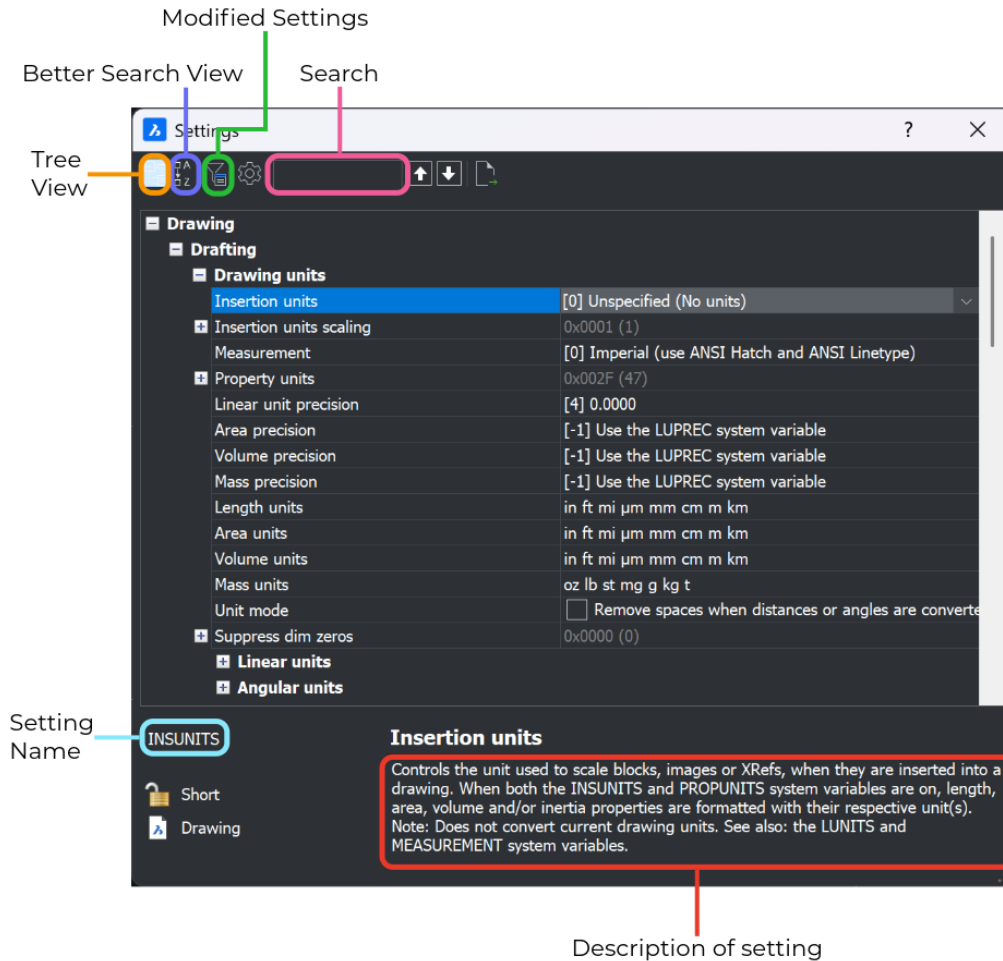 Modified Settings
Better Search View
Search
Tree
View
Settings
?
Drawing
Drafting
Drawing units
Insertion units [0] Unspecified (No units)
Insertion units scaling 0x0001 (1)
Measurement [0] Imperial (use ANSI Hatch and ANSI Linetype)
Property units 0x002F (47)
Linear unit precision [4] 0.0000
Area precision [-1] Use the LUPREC system variable
Volume precision [-1] Use the LUPREC system variable
Mass precision [-1] Use the LUPREC system variable
Length units in ft mi µm mm cm m km
Area units in ft mi µm mm cm m km
Volume units in ft mi µm mm cm m km
Mass units oz lb st mg g kg t
Unit mode Remove spaces when distances or angles are converte
Suppress dim zeros 0x0000 (0)
Linear units
Angular units
Setting
Name
INSUNITS
Short
Drawing
Insertion units
Controls the unit used to scale blocks, images or XRefs, when they are inserted into a
drawing. When both the INSUNITS and PROPUNITS system variables are on, length,
area, volume and/or inertia properties are formatted with their respective unit(s).
Note: Does not convert current drawing units. See also: the LUNITS and
MEASUREMENT system variables.
Description of setting